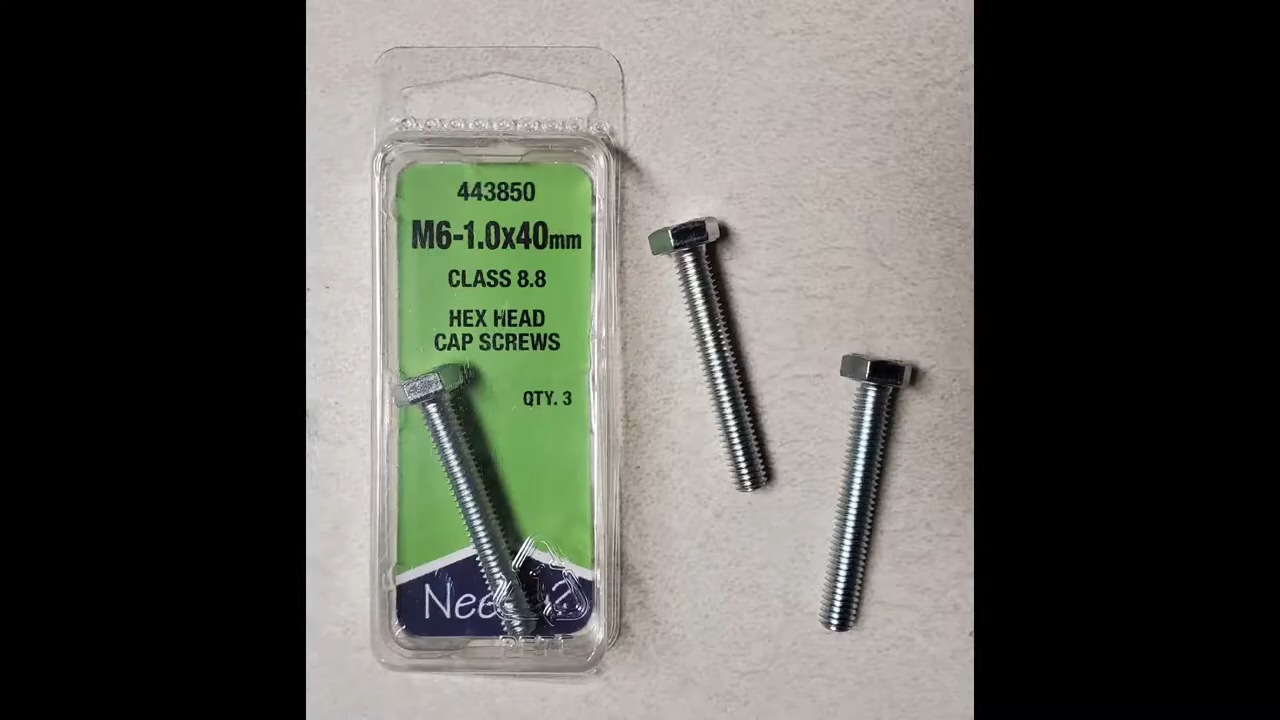 443850
M6-1.0x40mm
CLASS 8.8
HEX HEAD
CAP SCREWS
QTY. 3